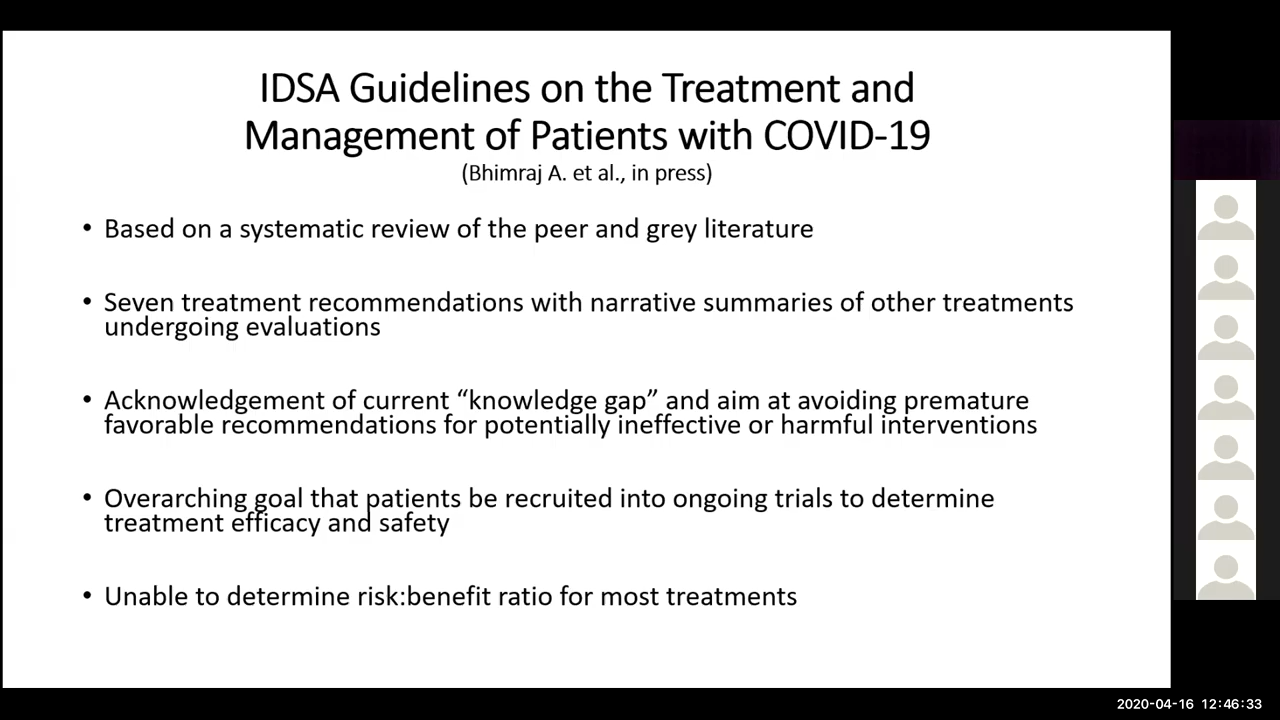 IDSA Guidelines on the Treatment and
Management of Patients with COVID-19
(Bhimraj A. et al., in press)
• Based on a systematic review of the peer and grey literature
• Seven treatment recommendations with narrative summaries of other treatments
undergoing evaluations
• Acknowledgement of current “knowledge gap” and aim at avoiding premature
favorable recommendations for potentially ineffective or harmful interventions
• Overarching goal that patients be recruited into ongoing trials to determine
treatment efficacy and safety
• Unable to determine risk:benefit ratio for most treatments
2020-04-16 12:46:33